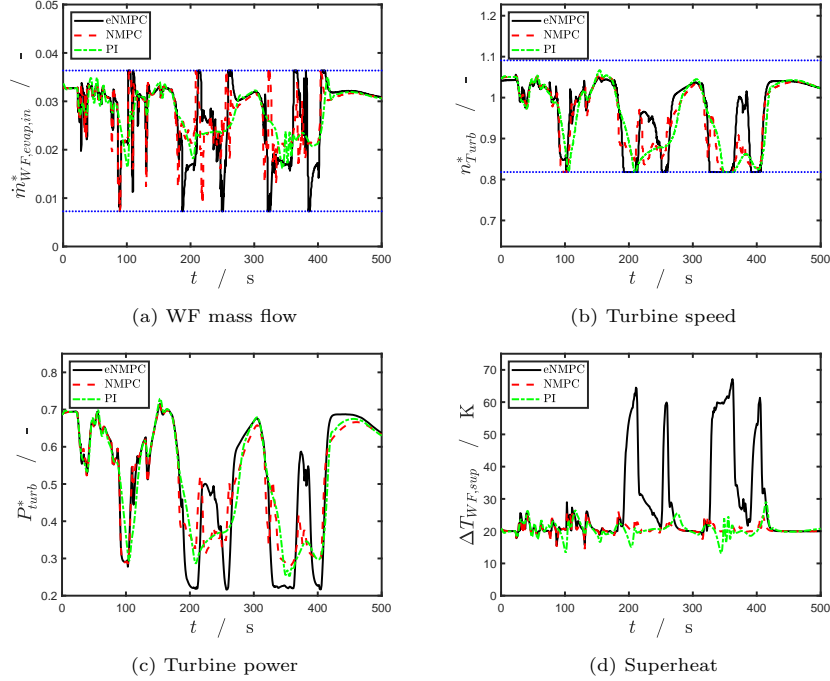 0.05
0.04
0.03
0.02
0.01
0
0 100 200 300 400 500
eNMPC
NMPC
PI
ṁ*WF,evap,in / -
t / s
(a) WF mass flow
1.2
1.1
1
0.9
0.8
0.7
0 100 200 300 400 500
eNMPC
NMPC
PI
n*Turb / -
t / s
(b) Turbine speed
0.8
0.7
0.6
0.5
0.4
0.3
0.2
0 100 200 300 400 500
eNMPC
NMPC
PI
P*turb / -
t / s
(c) Turbine power
70
60
50
40
30
20
10
0
0 100 200 300 400 500
eNMPC
NMPC
PI
ΔTWF,sup / K
t / s
(d) Superheat